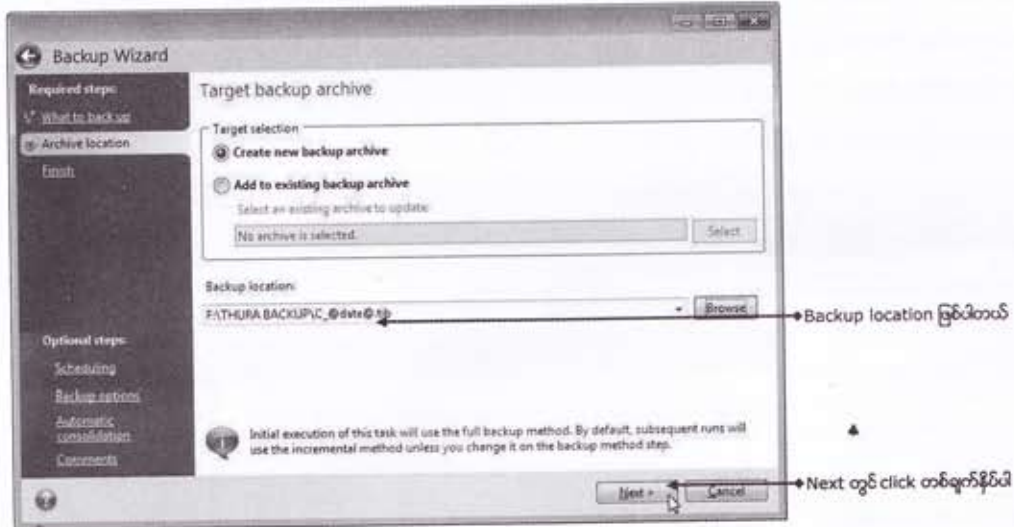 Backup Wizard
Required steps:
What to back up
Archive location
Finish
Optional steps:
Scheduling
Backup options
Automatic
consolidation
Comments
Target backup archive
Target selection
Create new backup archive
Add to existing backup archive
Select an existing archive to update:
No archive is selected.
Select
Backup location:
F:\THURA BACKUP\C_@date@.tib
Browse
Backup location ဖြစ်ပါတယ်
Initial execution of this task will use the full backup method. By default, subsequent runs will
use the incremental method unless you change it on the backup method step.
Next >
Cancel
Next တွင် click တစ်ချက်နှိပ်ပါ